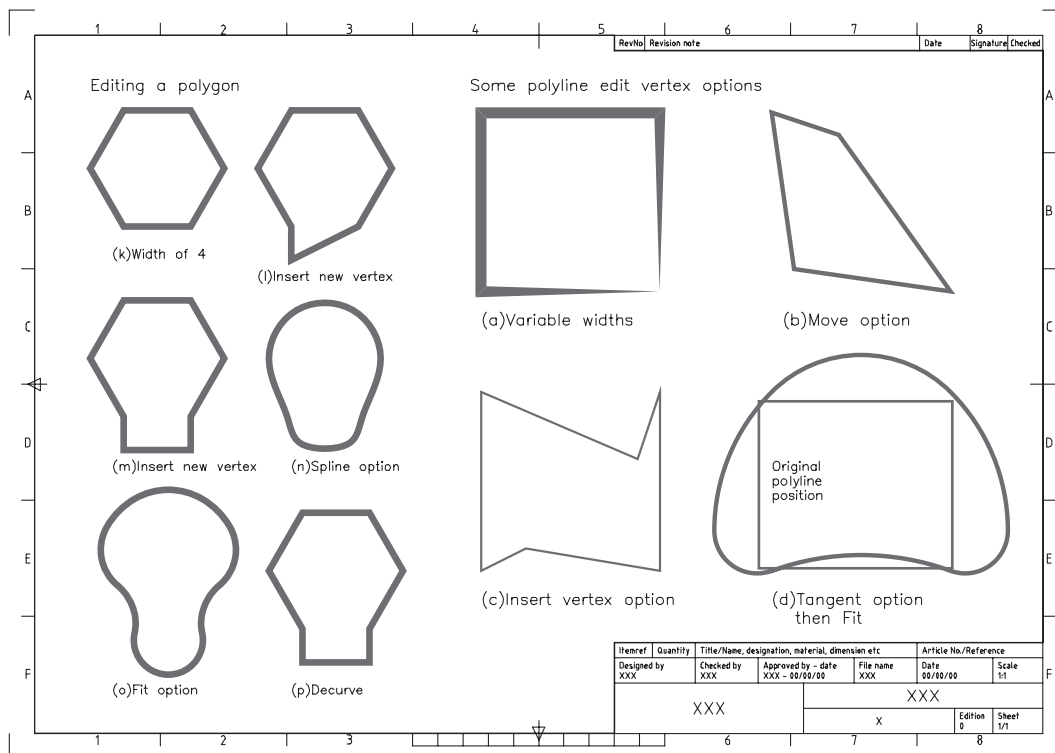 1 2 3 4 5 6 7 8
RevNo Revision note Date Signature Checked
A A
B B
C C
D D
E E
F F
Editing a polygon
(k)Width of 4
(l)Insert new vertex
(m)Insert new vertex
(n)Spline option
(o)Fit option
(p)Decurve
Some polyline edit vertex options
(a)Variable widths
(b)Move option
(c)Insert vertex option
Original
polyline
position
(d)Tangent option
then Fit
Itemref Quantity Title/Name, designation, material, dimension etc Article No./Reference
Designed by Checked by Approved by - date File name Date Scale
XXX XXX XXX - 00/00/00 XXX 00/00/00 1:1
XXX XXX
X Edition Sheet
0 1/1
1 2 3 6 7 8